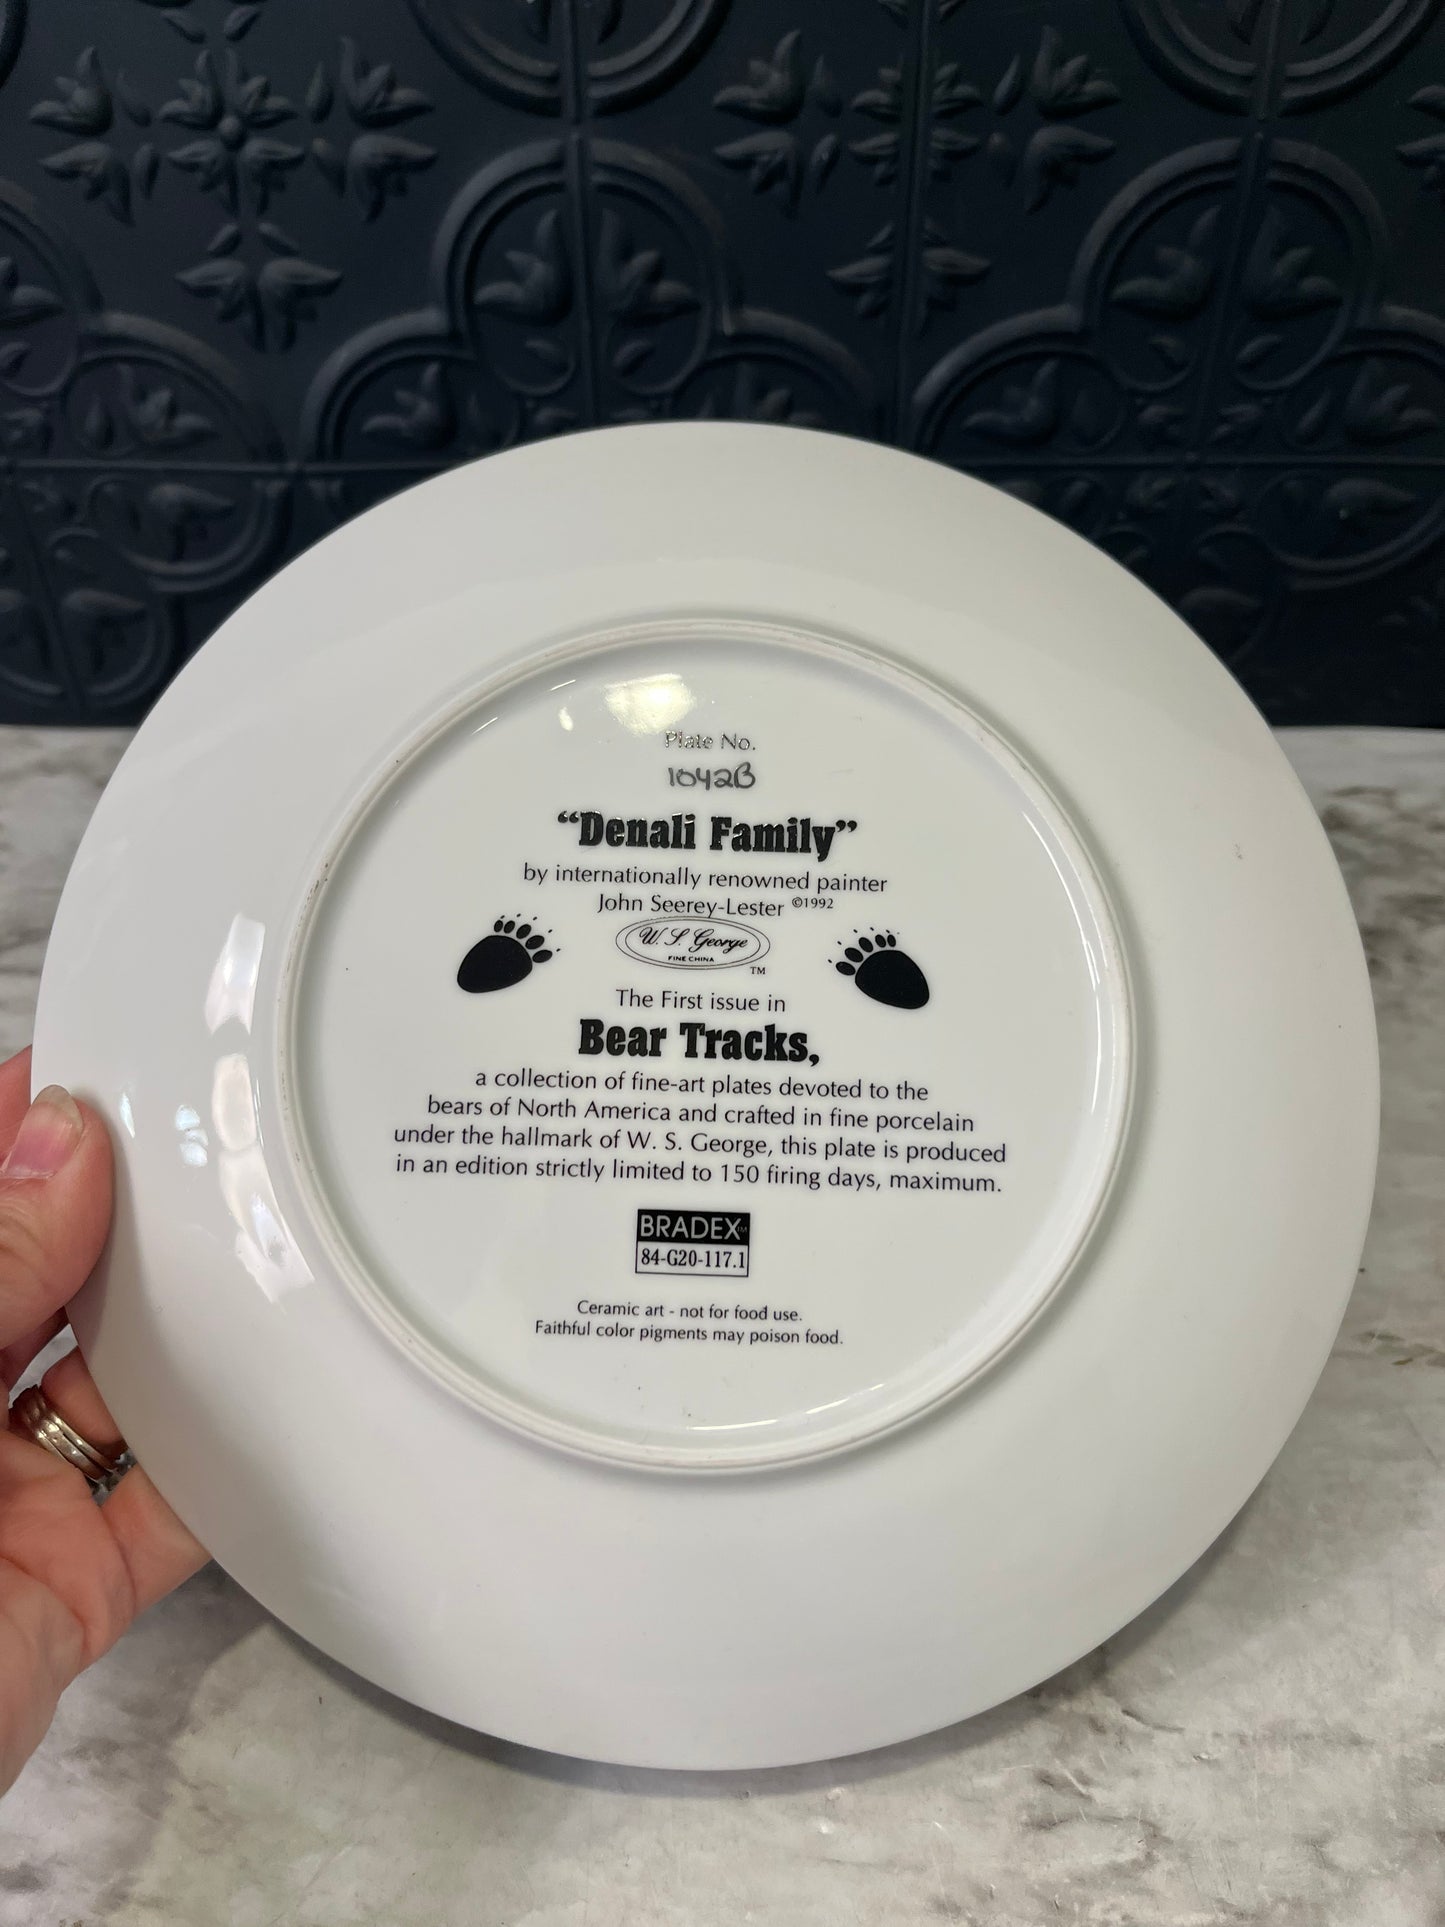 Plate No.
1042B
“Denali Family”
by internationally renowned painter
John Seerey-Lester ©1992
W. S. George
FINE CHINA
TM
The First issue in
Bear Tracks,
a collection of fine-art plates devoted to the
bears of North America and crafted in fine porcelain
under the hallmark of W. S. George, this plate is produced
in an edition strictly limited to 150 firing days, maximum.
BRADEX™
84-G20-117.1
Ceramic art - not for food use.
Faithful color pigments may poison food.